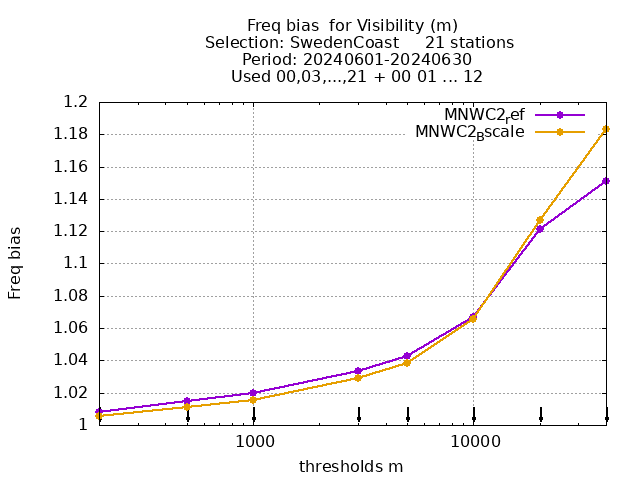 Freq bias  for Visibility (m)
Selection: SwedenCoast     21 stations
Period: 20240601-20240630
Used 00,03,...,21 + 00 01 ... 12
MNWC2ref
MNWC2Bscale
1.2
1.18
1.16
1.14
1.12
1.1
1.08
1.06
1.04
1.02
1
Freq bias
1000
10000
thresholds m